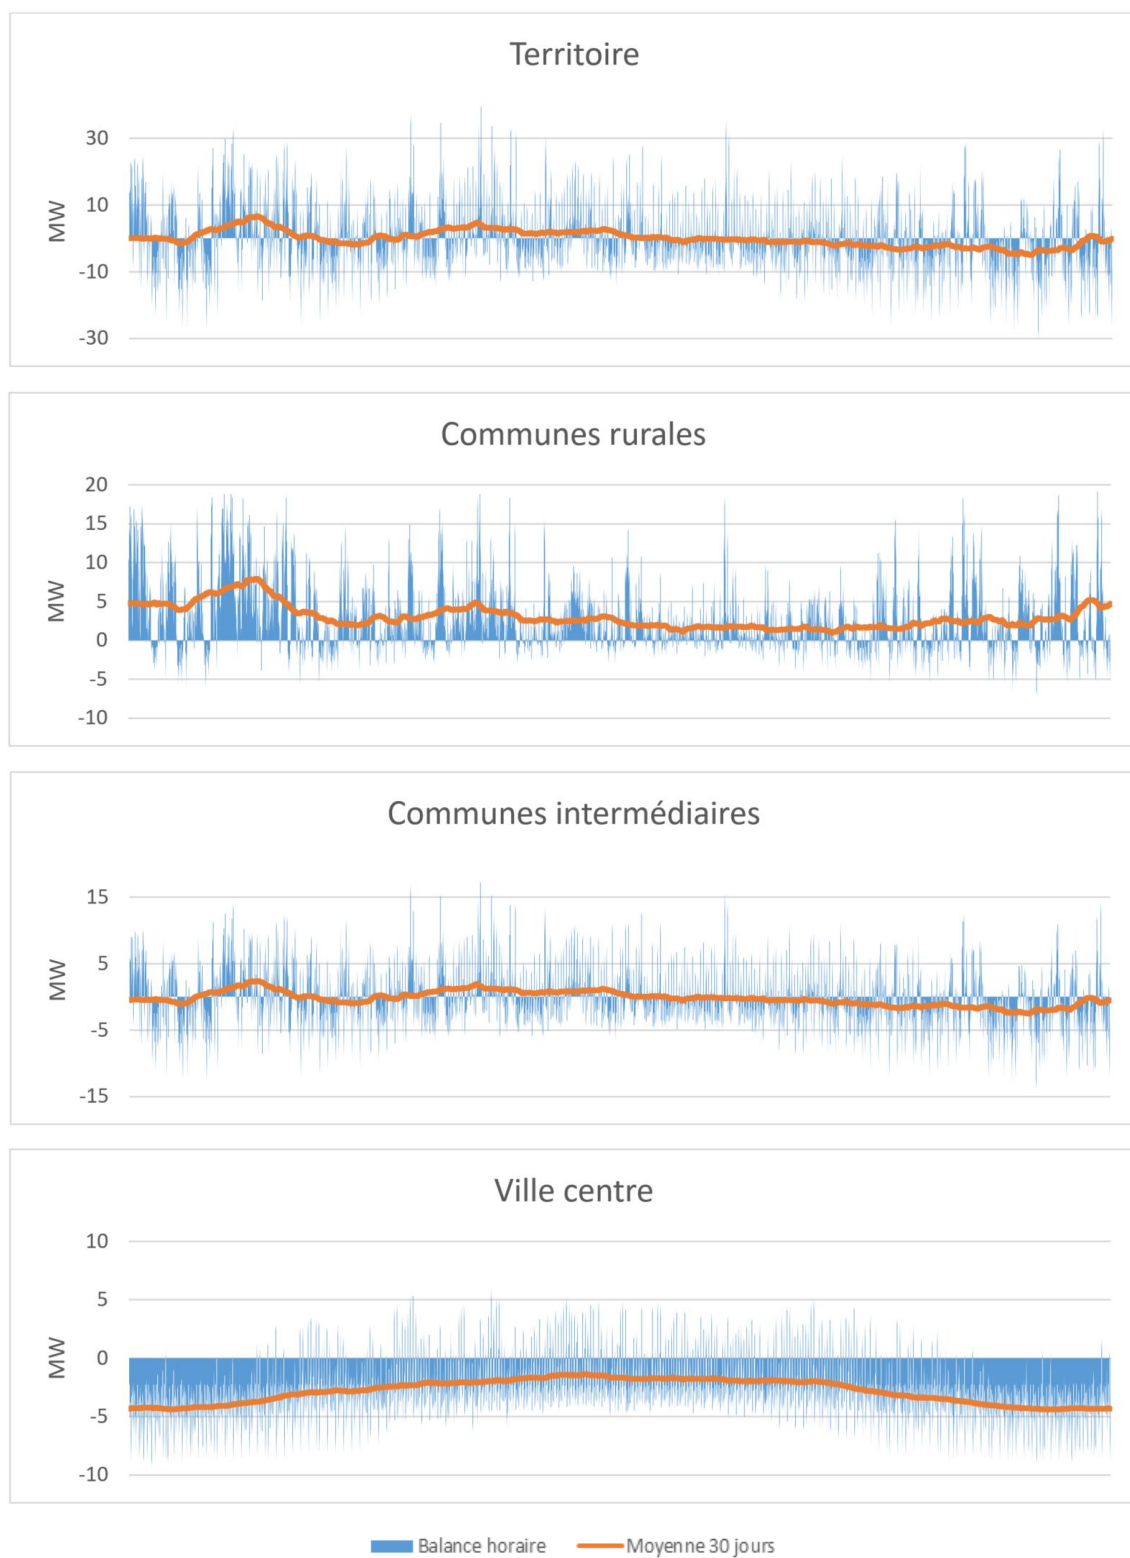 Territoire
MW
30
10
-10
-30
Communes rurales
MW
20
15
10
5
0
-5
-10
Communes intermédiaires
MW
15
5
-5
-15
Ville centre
MW
10
5
0
-5
-10
Balance horaire Moyenne 30 jours